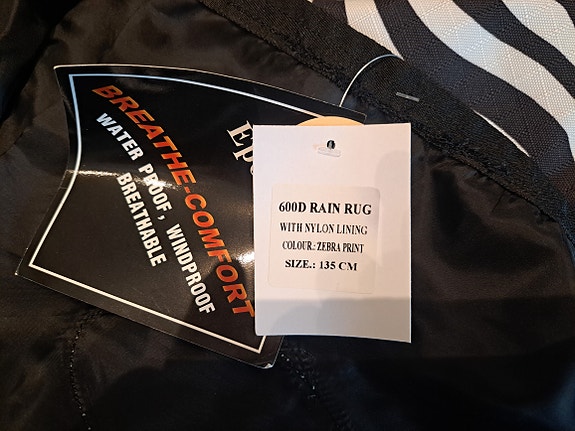 BREATHE-COMFORT
WATER PROOF, WINDPROOF
BREATHABLE
600D RAIN RUG
WITH NYLON LINING
COLOUR.: ZEBRA PRINT
SIZE.: 135 CM